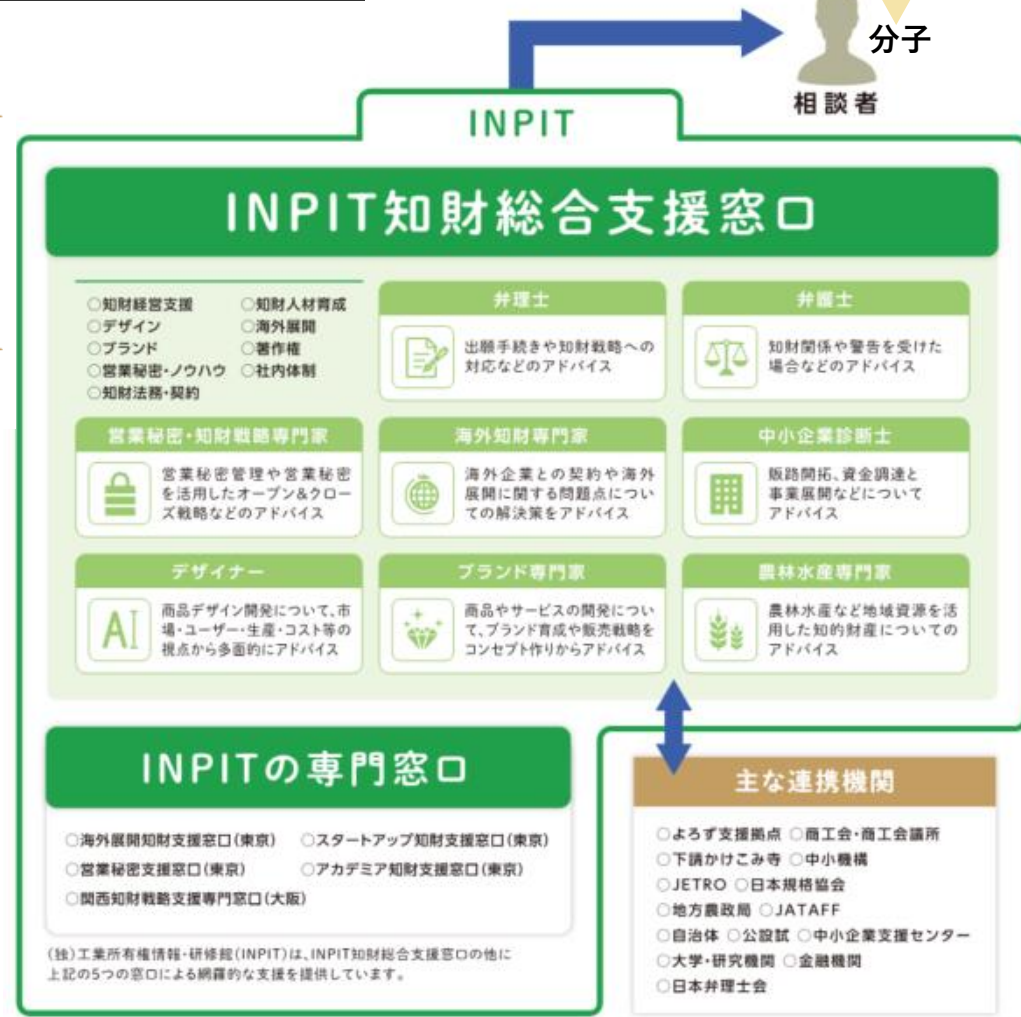 分子
相談者
INPIT
INPIT知財総合支援窓口
○知財経営支援 ○知財人材育成
○デザイン ○海外展開
○ブランド ○著作権
○営業秘密・ノウハウ ○社内体制
○知財法務・契約
弁理士
出願手続きや知財戦略への
対応などのアドバイス
弁護士
知財関係や警告を受けた
場合などのアドバイス
営業秘密・知財戦略専門家
営業秘密管理や営業秘密
を活用したオープン&クロー
ズ戦略などのアドバイス
海外知財専門家
海外企業との契約や海外
展開に関する問題点につい
ての解決策をアドバイス
中小企業診断士
販路開拓、資金調達と
事業展開などについて
アドバイス
デザイナー
AI
商品デザイン開発について、市
場・ユーザー・生産・コスト等の
視点から多面的にアドバイス
ブランド専門家
商品やサービスの開発につい
て、ブランド育成や販売戦略を
コンセプト作りからアドバイス
農林水産専門家
農林水産など地域資源を活
用した知的財産についての
アドバイス
INPITの専門窓口
○海外展開知財支援窓口(東京) ○スタートアップ知財支援窓口(東京)
○営業秘密支援窓口(東京) ○アカデミア知財支援窓口(東京)
○関西知財戦略支援専門窓口(大阪)
(独)工業所有権情報・研修館(INPIT)は、INPIT知財総合支援窓口の他に
上記の5つの窓口による網羅的な支援を提供しています。
主な連携機関
○よろず支援拠点 ○商工会・商工会議所
○下請かけこみ寺 ○中小機構
○JETRO ○日本規格協会
○地方農政局 ○JATAFF
○自治体 ○公設試 ○中小企業支援センター
○大学・研究機関 ○金融機関
○日本弁理士会